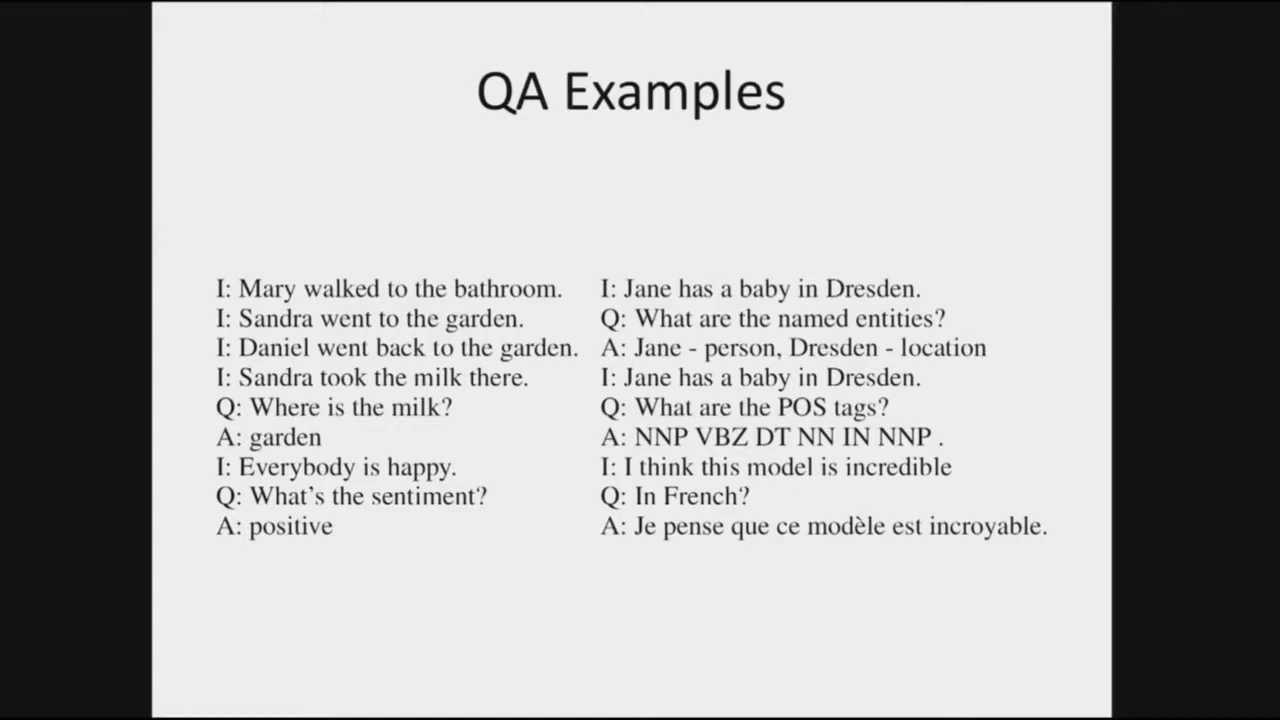 QA Examples
I: Mary walked to the bathroom.
I: Sandra went to the garden.
I: Daniel went back to the garden.
I: Sandra took the milk there.
Q: Where is the milk?
A: garden
I: Everybody is happy.
Q: What's the sentiment?
A: positive
I: Jane has a baby in Dresden.
Q: What are the named entities?
A: Jane - person, Dresden - location
I: Jane has a baby in Dresden.
Q: What are the POS tags?
A: NNP VBZ DT NN IN NNP .
I: I think this model is incredible
Q: In French?
A: Je pense que ce modèle est incroyable.